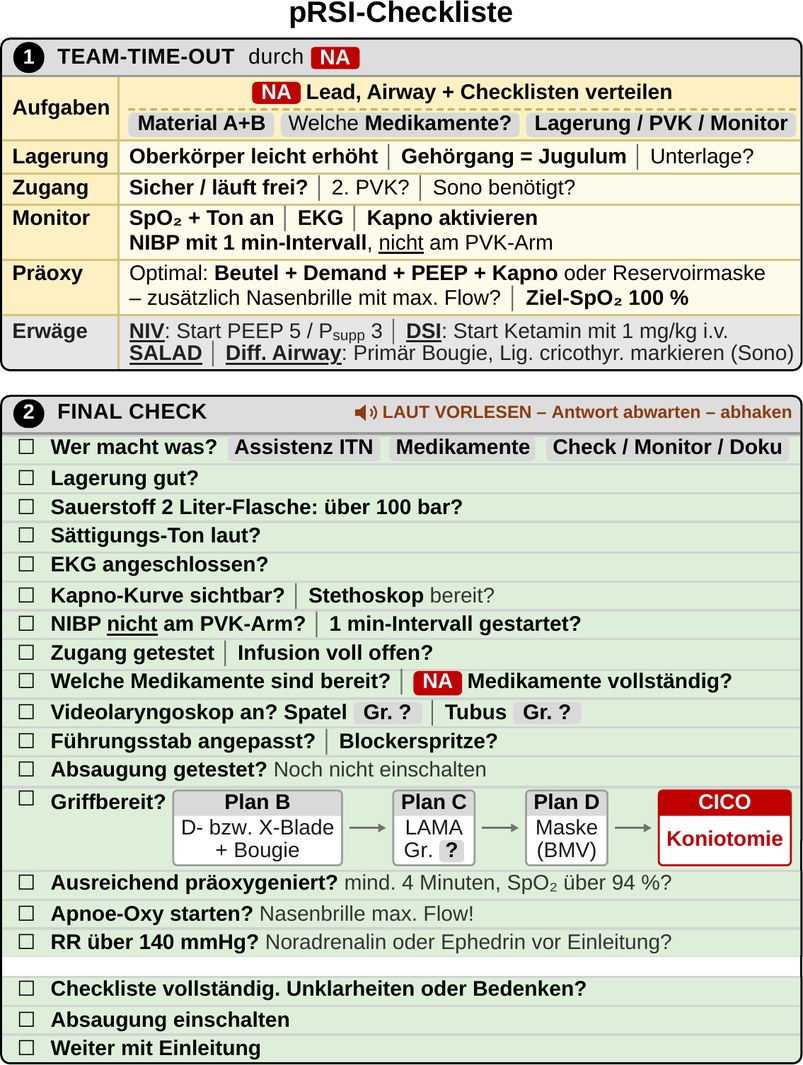 pRSI-Checkliste
1 TEAM-TIME-OUT durch NA
Aufgaben
NA Lead, Airway + Checklisten verteilen
Material A+B Welche Medikamente? Lagerung / PVK / Monitor
Lagerung Oberkörper leicht erhöht | Gehörgang = Jugulum | Unterlage?
Zugang Sicher / läuft frei? | 2. PVK? | Sono benötigt?
Monitor SpO₂ + Ton an | EKG | Kapno aktivieren
NIBP mit 1 min-Intervall, nicht am PVK-Arm
Präoxy Optimal: Beutel + Demand + PEEP + Kapno oder Reservoirmaske
– zusätzlich Nasenbrille mit max. Flow? | Ziel-SpO₂ 100 %
Erwäge NIV: Start PEEP 5 / Psupp 3 | DSI: Start Ketamin mit 1 mg/kg i.v.
SALAD | Diff. Airway: Primär Bougie, Lig. cricothyr. markieren (Sono)
2 FINAL CHECK LAUT VORLESEN – Antwort abwarten – abhaken
☐ Wer macht was? Assistenz ITN Medikamente Check / Monitor / Doku
☐ Lagerung gut?
☐ Sauerstoff 2 Liter-Flasche: über 100 bar?
☐ Sättigungs-Ton laut?
☐ EKG angeschlossen?
☐ Kapno-Kurve sichtbar? | Stethoskop bereit?
☐ NIBP nicht am PVK-Arm? | 1 min-Intervall gestartet?
☐ Zugang getestet | Infusion voll offen?
☐ Welche Medikamente sind bereit? | NA Medikamente vollständig?
☐ Videolaryngoskop an? Spatel Gr. ? | Tubus Gr. ?
☐ Führungsstab angepasst? | Blockerspritze?
☐ Absaugung getestet? Noch nicht einschalten
☐ Griffbereit?
Plan B
D- bzw. X-Blade
+ Bougie
Plan C
LAMA
Gr. ?
Plan D
Maske
(BMV)
CICO
Koniotomie
☐ Ausreichend präoxygeniert? mind. 4 Minuten, SpO₂ über 94 %?
☐ Apnoe-Oxy starten? Nasenbrille max. Flow!
☐ RR über 140 mmHg? Noradrenalin oder Ephedrin vor Einleitung?
☐ Checkliste vollständig. Unklarheiten oder Bedenken?
☐ Absaugung einschalten
☐ Weiter mit Einleitung